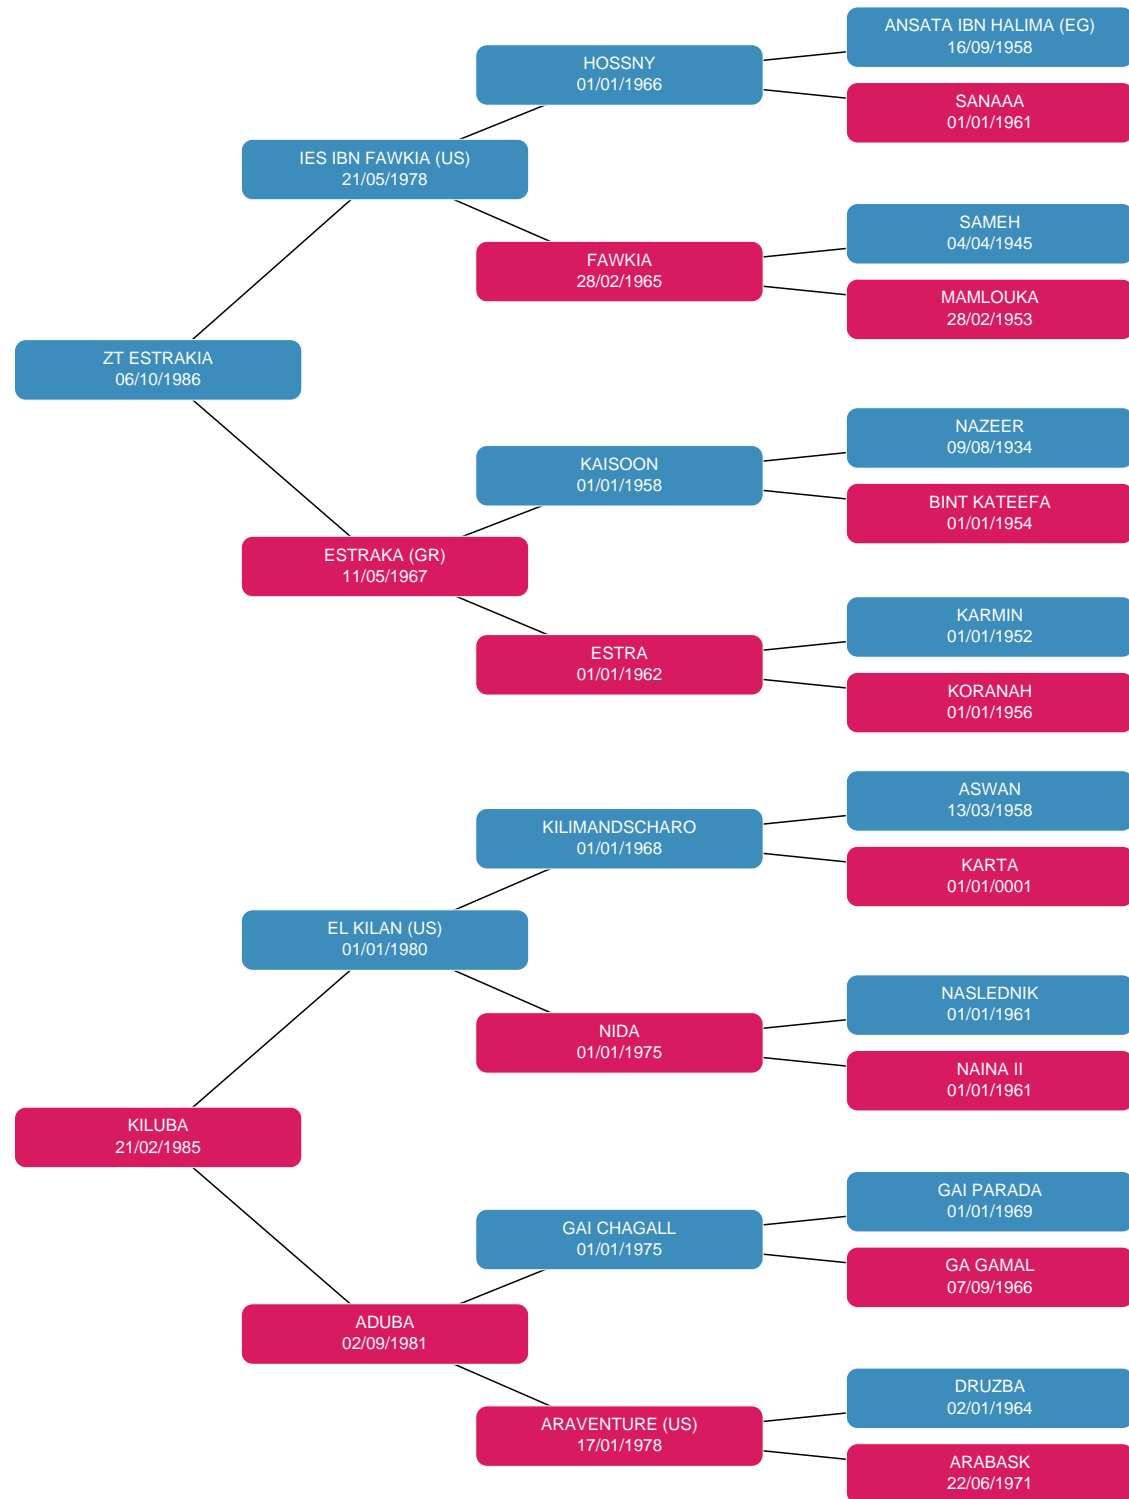 ANSATA IBN HALIMA (EG)
16/09/1958
HOSSNY
01/01/1966
SANAAA
01/01/1961
IES IBN FAWKIA (US)
21/05/1978
SAMEH
04/04/1945
FAWKIA
28/02/1965
MAMLOUKA
28/02/1953
ZT ESTRAKIA
06/10/1986
NAZEER
09/08/1934
KAISOON
01/01/1958
BINT KATEEFA
01/01/1954
ESTRAKA (GR)
11/05/1967
KARMIN
01/01/1952
ESTRA
01/01/1962
KORANAH
01/01/1956
ASWAN
13/03/1958
KILIMANDSCHARO
01/01/1968
KARTA
01/01/0001
EL KILAN (US)
01/01/1980
NASLEDNIK
01/01/1961
NIDA
01/01/1975
NAINA II
01/01/1961
KILUBA
21/02/1985
GAI PARADA
01/01/1969
GAI CHAGALL
01/01/1975
GA GAMAL
07/09/1966
ADUBA
02/09/1981
DRUZBA
02/01/1964
ARAVENTURE (US)
17/01/1978
ARABASK
22/06/1971